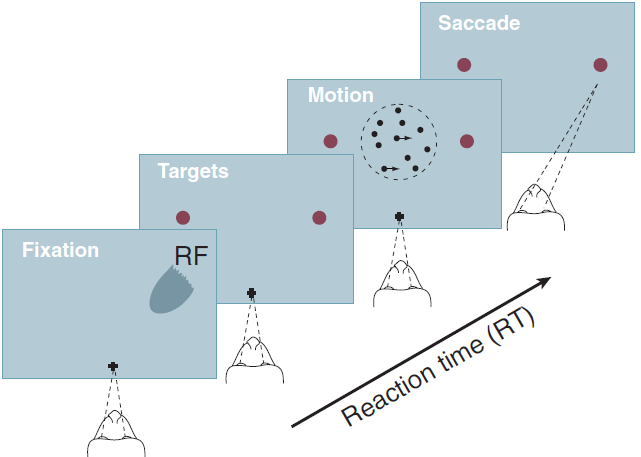 Saccade
Motion
Targets
Fixation
RF
Reaction time (RT)